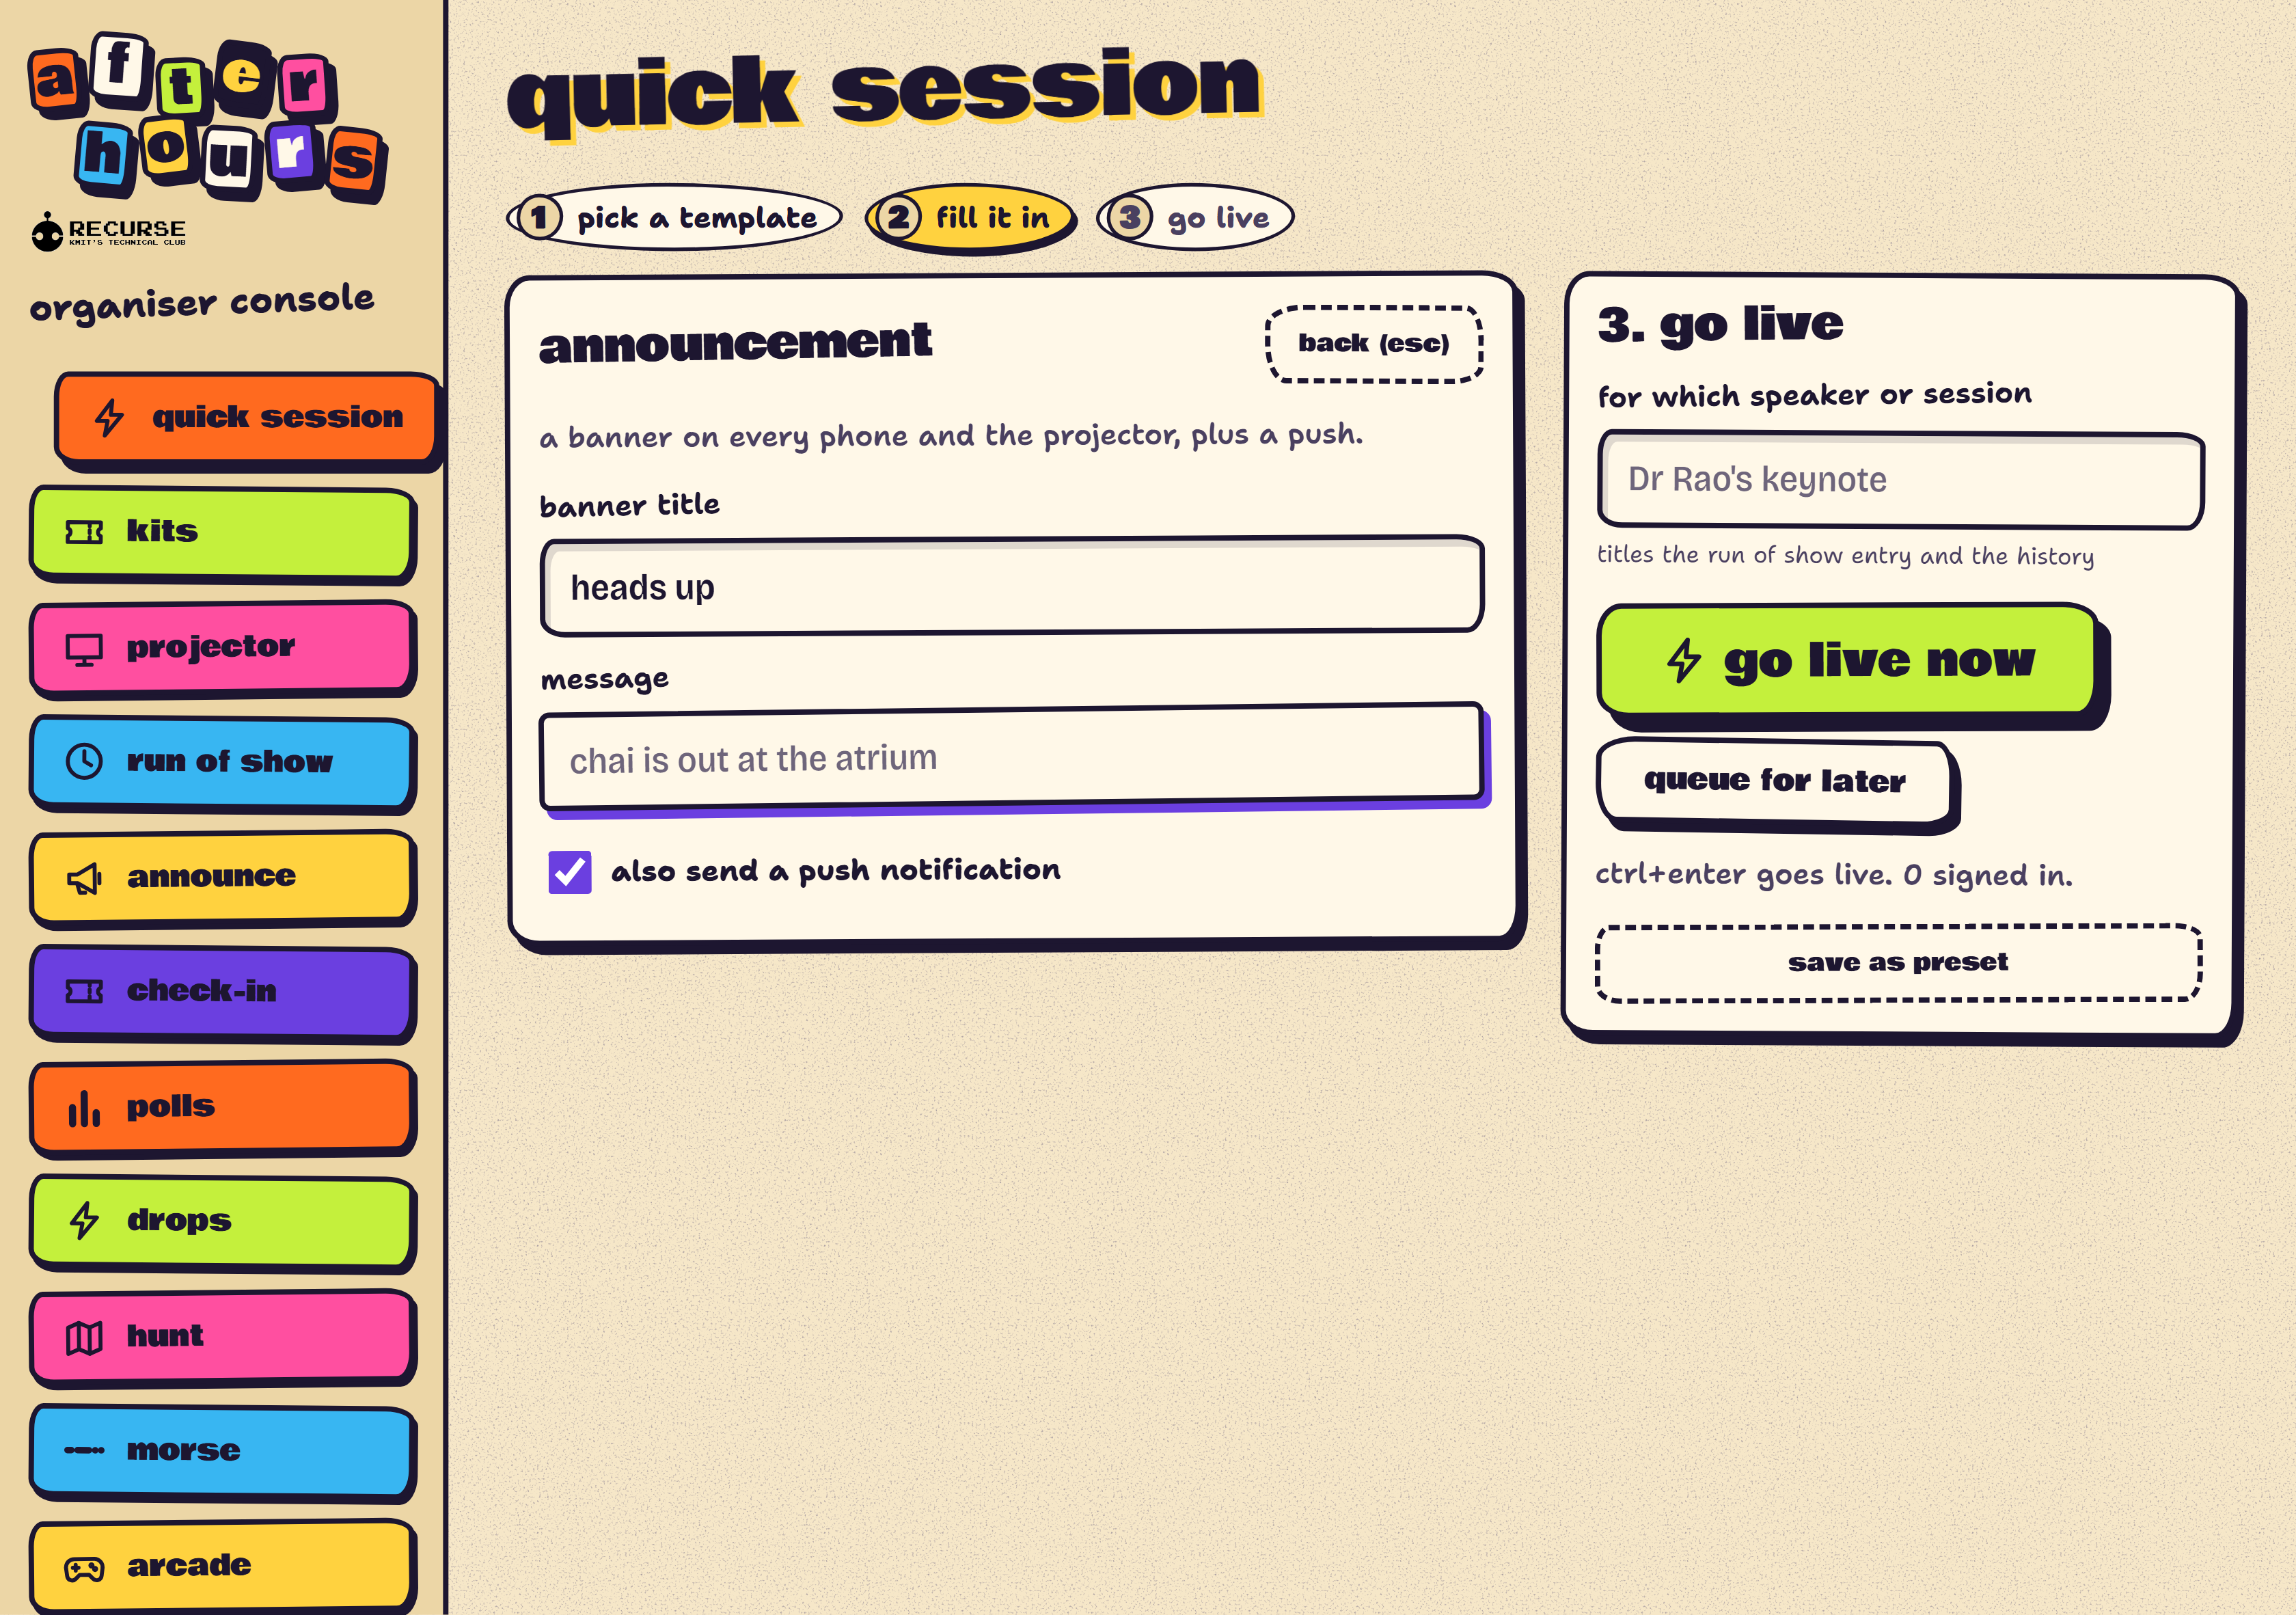 after
hours
RECURSE
KMIT'S TECHNICAL CLUB
organiser console
quick session
kits
projector
run of show
announce
check-in
polls
drops
hunt
morse
arcade
quick session
1 pick a template
2 fill it in
3 go live
announcement
back (esc)
a banner on every phone and the projector, plus a push.
banner title
heads up
message
chai is out at the atrium
also send a push notification
3. go live
for which speaker or session
Dr Rao's keynote
titles the run of show entry and the history
go live now
queue for later
ctrl+enter goes live. 0 signed in.
save as preset